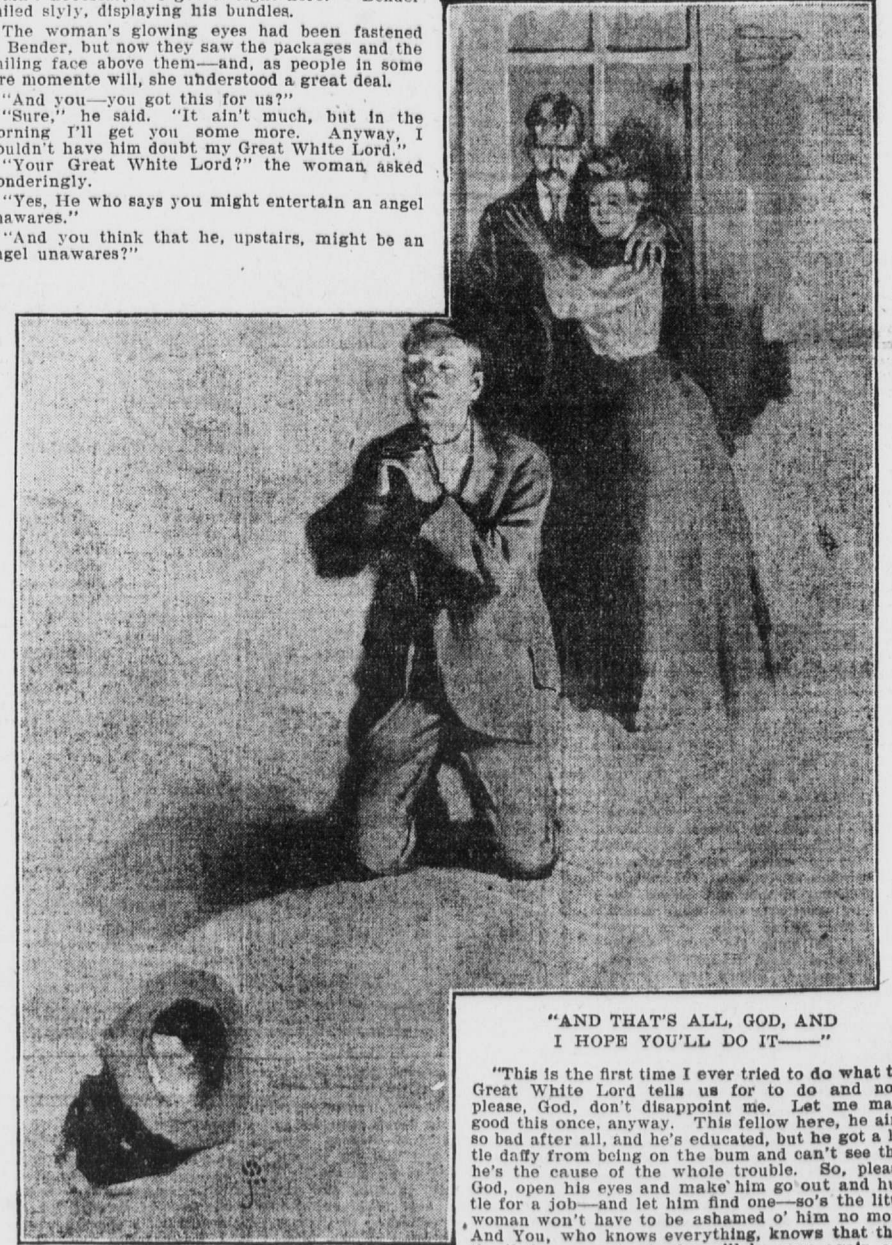 Bender
iled slyly, displaying his bundles.
The woman's glowing eyes had been fastened
Bender, but now they saw the packages and the
iling face above them—and, as people in some
re momente will, she uhderstood a great deal.
"And you—you got this for us?"
"Sure," he said. "It ain't much, but in the
orning I'll get you some more. Anyway, I
ouldn't have him doubt my Great White Lord."
"Your Great White Lord?" the woman asked
onderingly.
"Yes, He who says you might entertain an angel
nawares."
"And you think that he, upstairs, might be an
ngel unawares?"
"AND THAT'S ALL, GOD, AND
I HOPE YOU'LL DO IT——"
"This is the first time I ever tried to do what t
Great White Lord tells us for to do and no
please, God, don't disappoint me. Let me ma
good this once, anyway. This fellow here, he ai
so bad after all, and he's educated, but he got a l
tle daffy from being on the bum and can't see th
he's the cause of the whole trouble. So, pleas
God, open his eyes and make him go out and hu
tle for a job—and let him find one—so's the litt
woman won't have to be ashamed o' him no mo
And You, who knows everything, knows that th